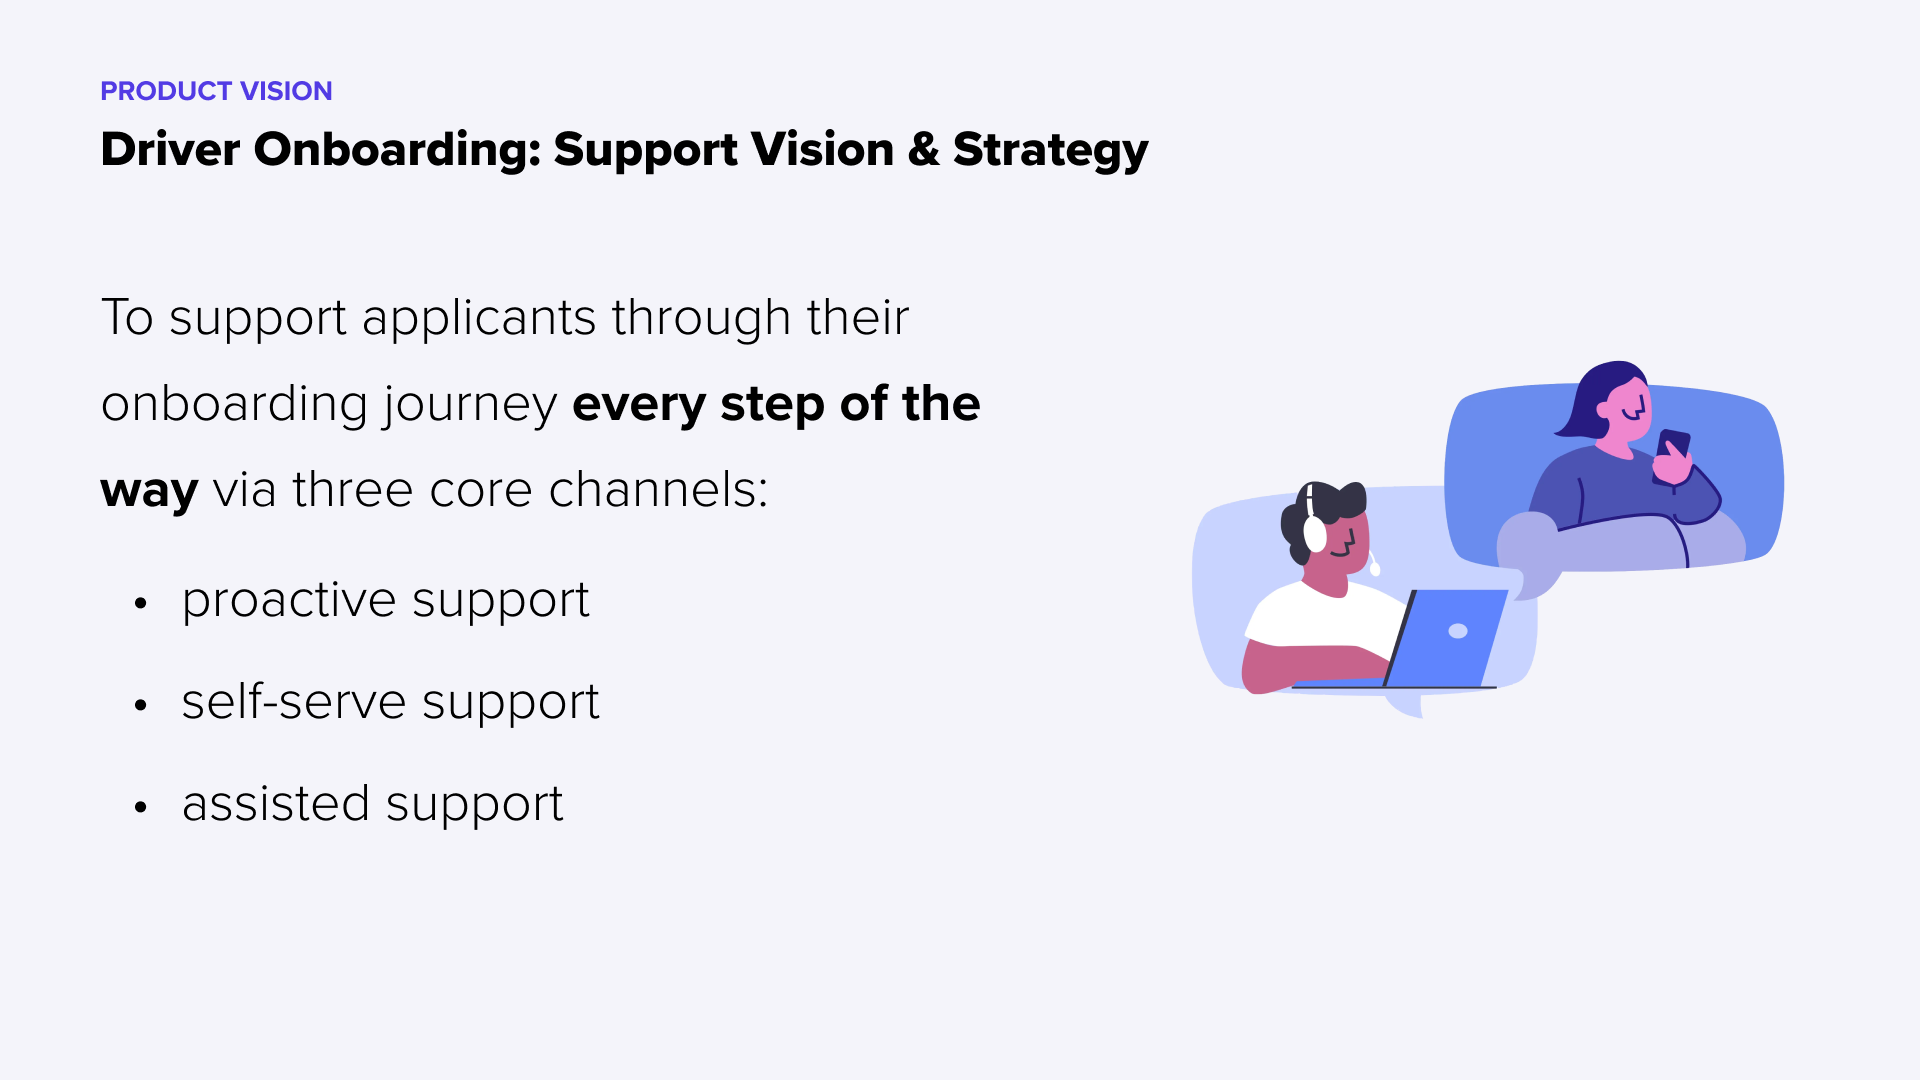 PRODUCT VISION
Driver Onboarding: Support Vision & Strategy
To support applicants through their
onboarding journey every step of the
way via three core channels:
• proactive support
• self-serve support
• assisted support